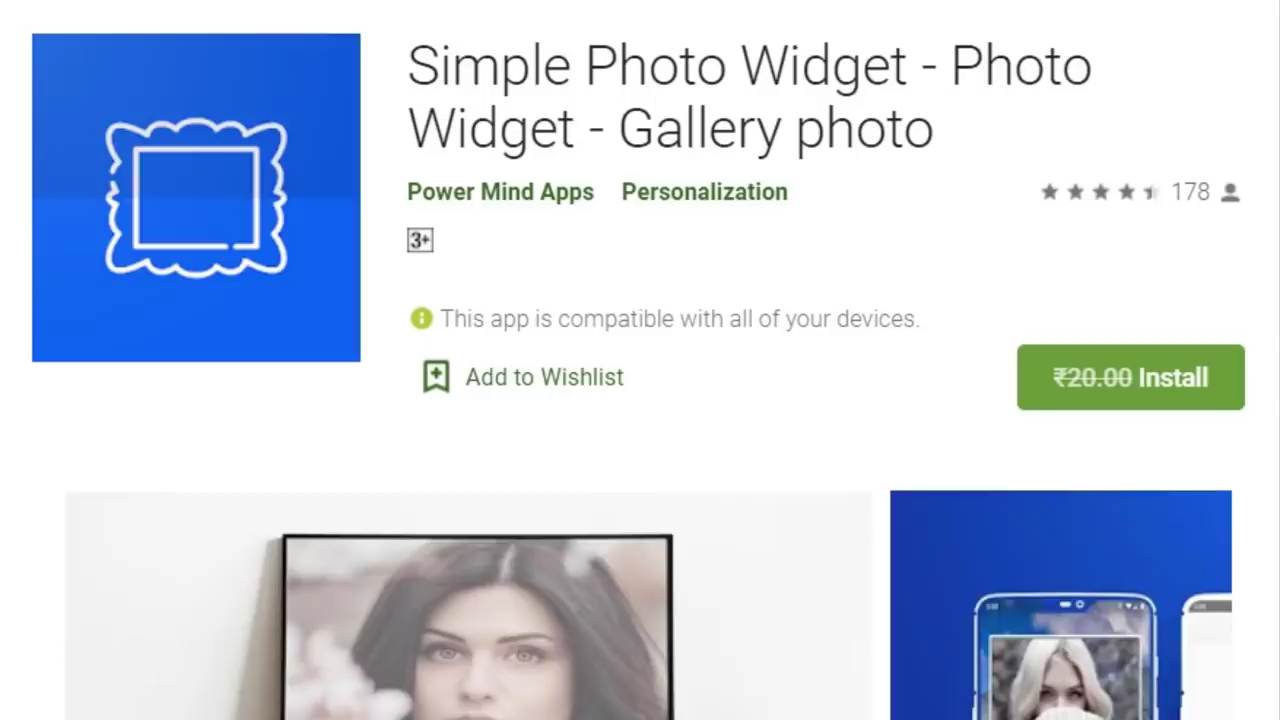 Simple Photo Widget - Photo
Widget - Gallery photo
Power Mind Apps Personalization 178
3+
This app is compatible with all of your devices.
Add to Wishlist
₹20.00 Install